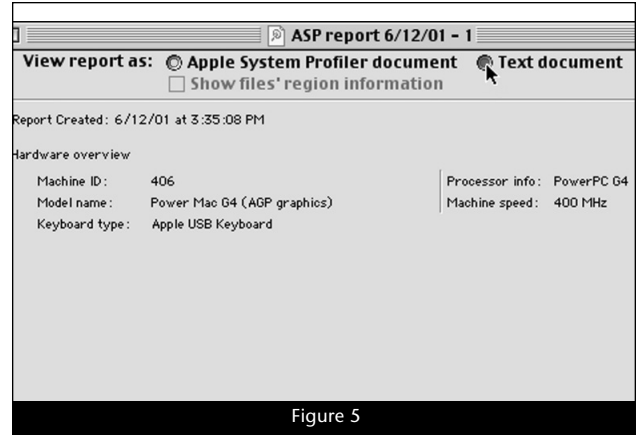 ASP report 6/12/01 - 1
View report as: Apple System Profiler document Text document
Show files' region information
Report Created: 6/12/01 at 3:35:08 PM
Hardware overview
Machine ID: 406 Processor info: PowerPC G4
Model name: Power Mac G4 (AGP graphics) Machine speed: 400 MHz
Keyboard type: Apple USB Keyboard
Figure 5